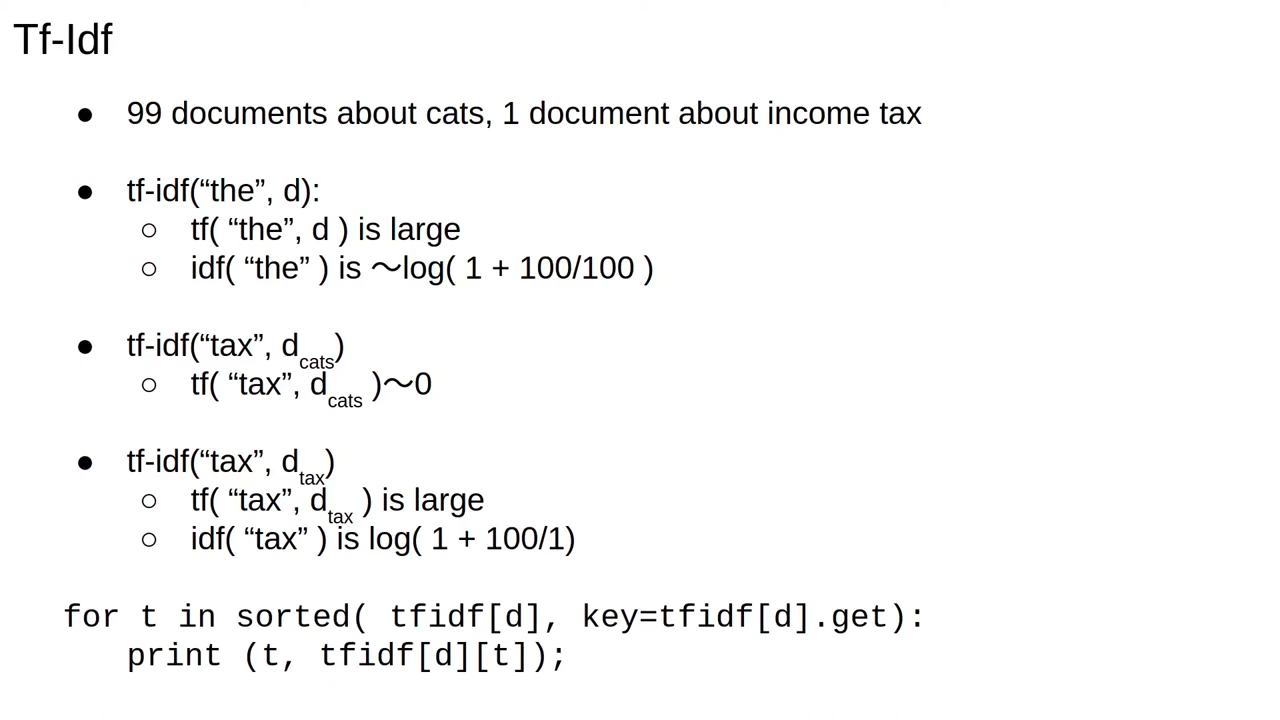 Tf-Idf
● 99 documents about cats, 1 document about income tax
● tf-idf(“the”, d):
○ tf( “the”, d ) is large
○ idf( “the” ) is ～log( 1 + 100/100 )
● tf-idf(“tax”, dcats)
○ tf( “tax”, dcats )～0
● tf-idf(“tax”, dtax)
○ tf( “tax”, dtax ) is large
○ idf( “tax” ) is log( 1 + 100/1)
for t in sorted( tfidf[d], key=tfidf[d].get):
print (t, tfidf[d][t]);